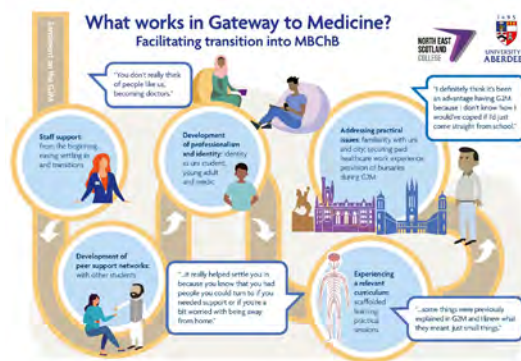 What works in Gateway to Medicine?
Facilitating transition into MBChB
NORTH EAST
SCOTLAND
COLLEGE
1495
UNIVERSITY
ABERDEE
"You don't really think
of people like us,
becoming doctors."
"I definitely think it's been
an advantage having G2M
because I don't know how I
would've coped if I'd just
come straight from school."
Staff support:
from the beginning,
easing settling in
and transitions
Development
of professionalism
and identity: identity
as uni student,
young adult
and medic
Addressing practical
issues: familiarity with uni
and city; securing paid
healthcare work experience;
provision of bursaries
during G2M
Development of
peer support networks:
with other students
"...it really helped settle you in
because you know that you had
people you could turn to if you
needed support or if you're a
bit worried with being away
from home."
Experiencing
a relevant
curriculum:
scaffolded
learning,
practical
sessions
"...some things were previously
explained in G2M and I knew what
they meant just small things."